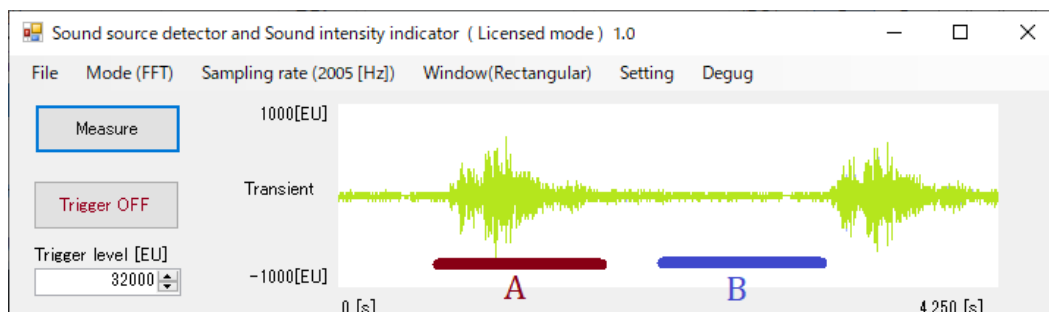 Sound source detector and Sound intensity indicator ( Licensed mode ) 1.0
File Mode (FFT) Sampling rate (2005 [Hz]) Window(Rectangular) Setting Degug
Measure
1000[EU]
Trigger OFF
Transient
Trigger level [EU]
32000
-1000[EU]
A
B
0 [s]
4.250 [s]